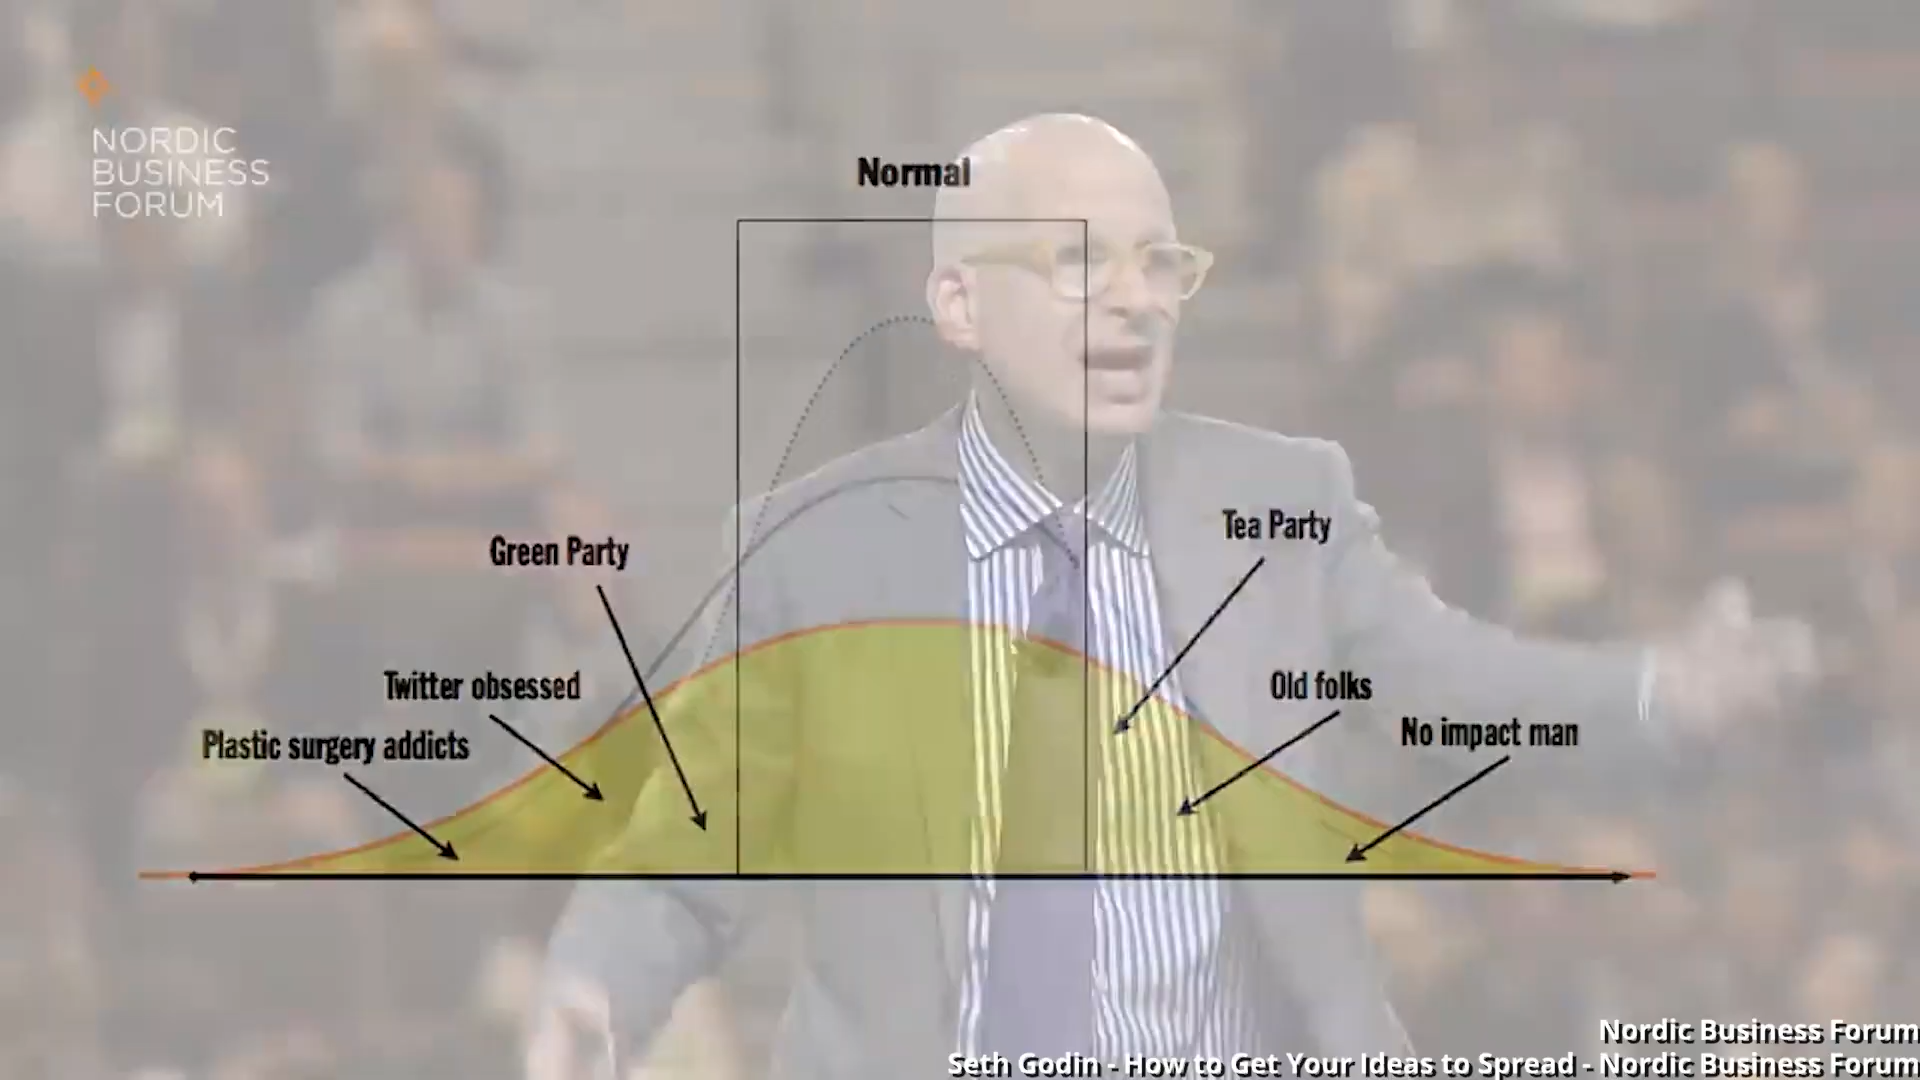 NORDIC
BUSINESS
FORUM
Normal
Green Party
Tea Party
Twitter obsessed
Old folks
Plastic surgery addicts
No impact man
Nordic Business Forum
Seth Godin - How to Get Your Ideas to Spread - Nordic Business Forum